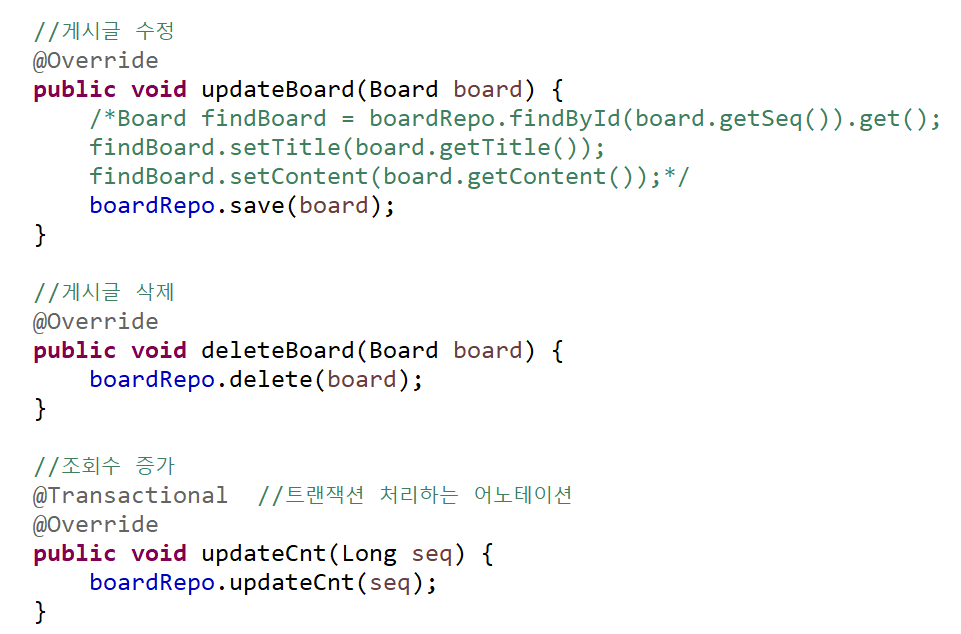 //게시글 수정
@Override
public void updateBoard(Board board) {
/*Board findBoard = boardRepo.findById(board.getSeq()).get();
findBoard.setTitle(board.getTitle());
findBoard.setContent(board.getContent());*/
boardRepo.save(board);
}
//게시글 삭제
@Override
public void deleteBoard(Board board) {
boardRepo.delete(board);
}
//조회수 증가
@Transactional //트랜잭션 처리하는 어노테이션
@Override
public void updateCnt(Long seq) {
boardRepo.updateCnt(seq);
}